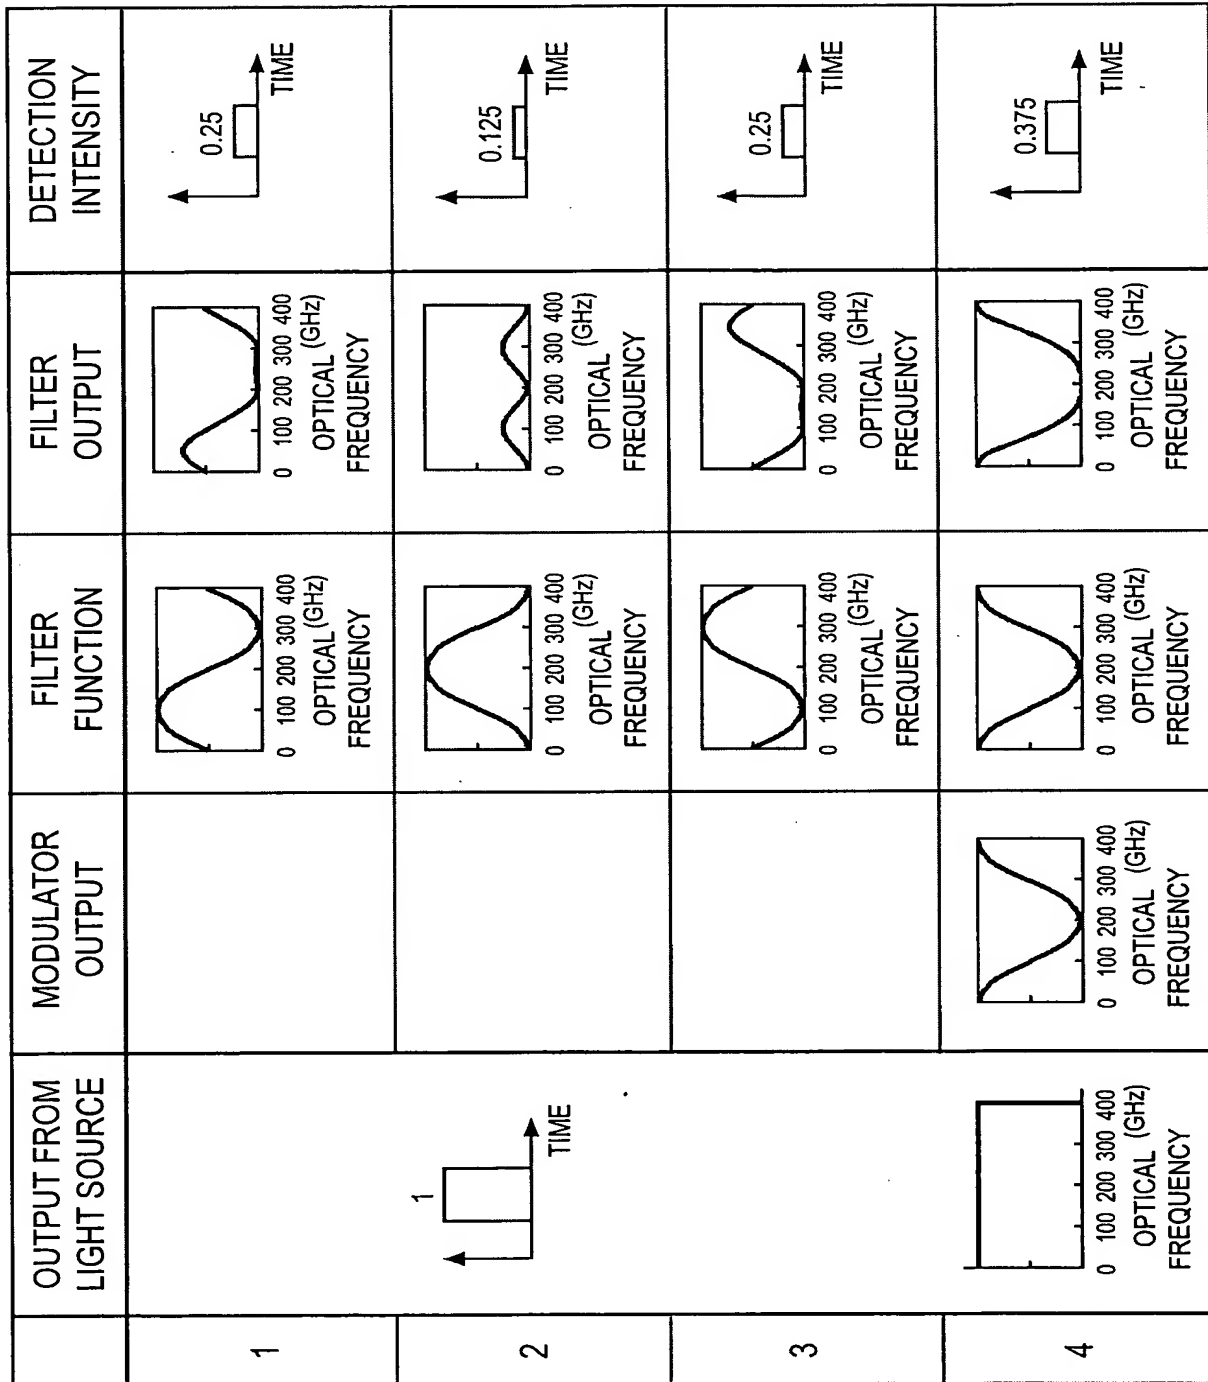 OUTPUT FROM
LIGHT SOURCE
MODULATOR
OUTPUT
FILTER
FUNCTION
FILTER
OUTPUT
DETECTION
INTENSITY
1
0 100 200 300 400
OPTICAL (GHz)
FREQUENCY
0 100 200 300 400
OPTICAL (GHz)
FREQUENCY
0.25
TIME
2
1
TIME
0 100 200 300 400
OPTICAL (GHz)
FREQUENCY
0 100 200 300 400
OPTICAL (GHz)
FREQUENCY
0.125
TIME
3
0 100 200 300 400
OPTICAL (GHz)
FREQUENCY
0 100 200 300 400
OPTICAL (GHz)
FREQUENCY
0.25
TIME
4
0 100 200 300 400
OPTICAL (GHz)
FREQUENCY
0 100 200 300 400
OPTICAL (GHz)
FREQUENCY
0 100 200 300 400
OPTICAL (GHz)
FREQUENCY
0 100 200 300 400
OPTICAL (GHz)
FREQUENCY
0.375
TIME